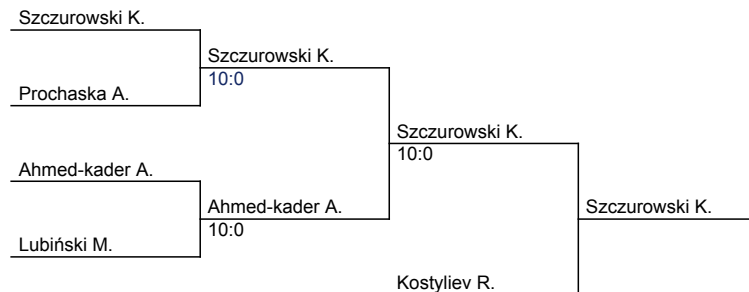 Szczurowski K.
Szczurowski K.
10:0
Prochaska A.
Szczurowski K.
10:0
Ahmed-kader A.
Ahmed-kader A.
10:0
Szczurowski K.
Lubiński M.
Kostyliev R.